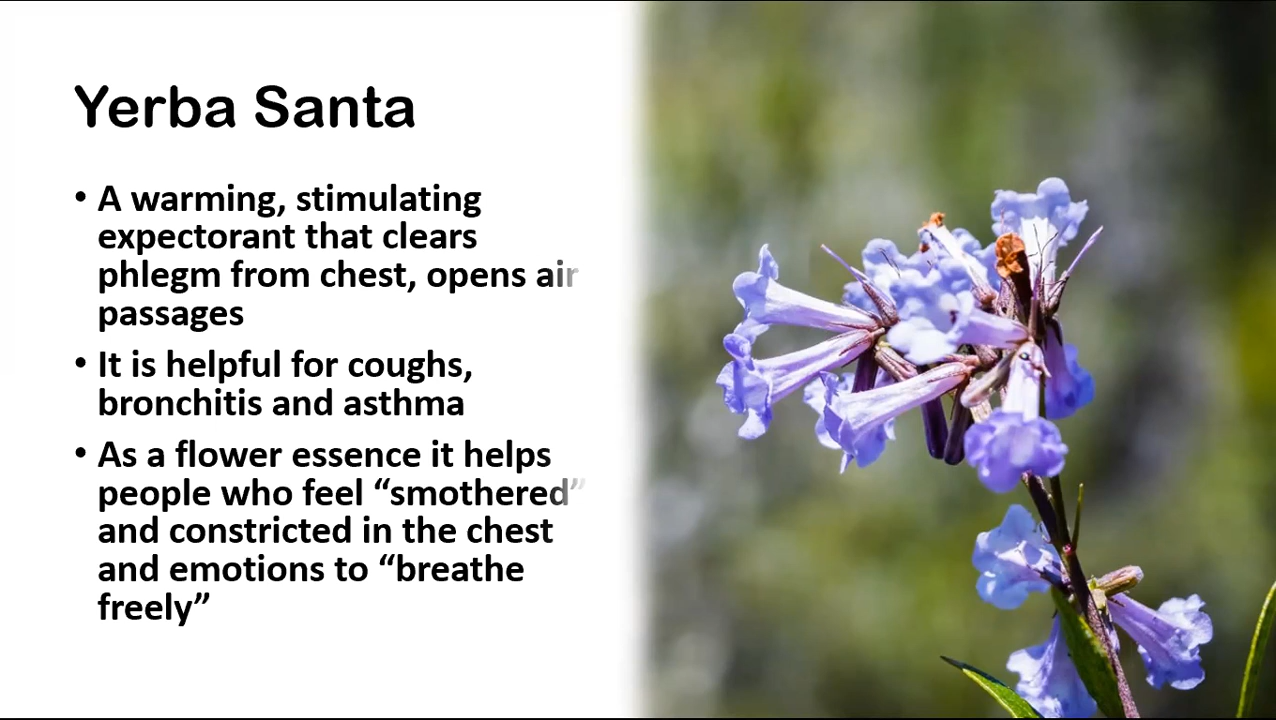 Yerba Santa
• A warming, stimulating
expectorant that clears
phlegm from chest, opens air
passages
• It is helpful for coughs,
bronchitis and asthma
• As a flower essence it helps
people who feel “smothered”
and constricted in the chest
and emotions to “breathe
freely”